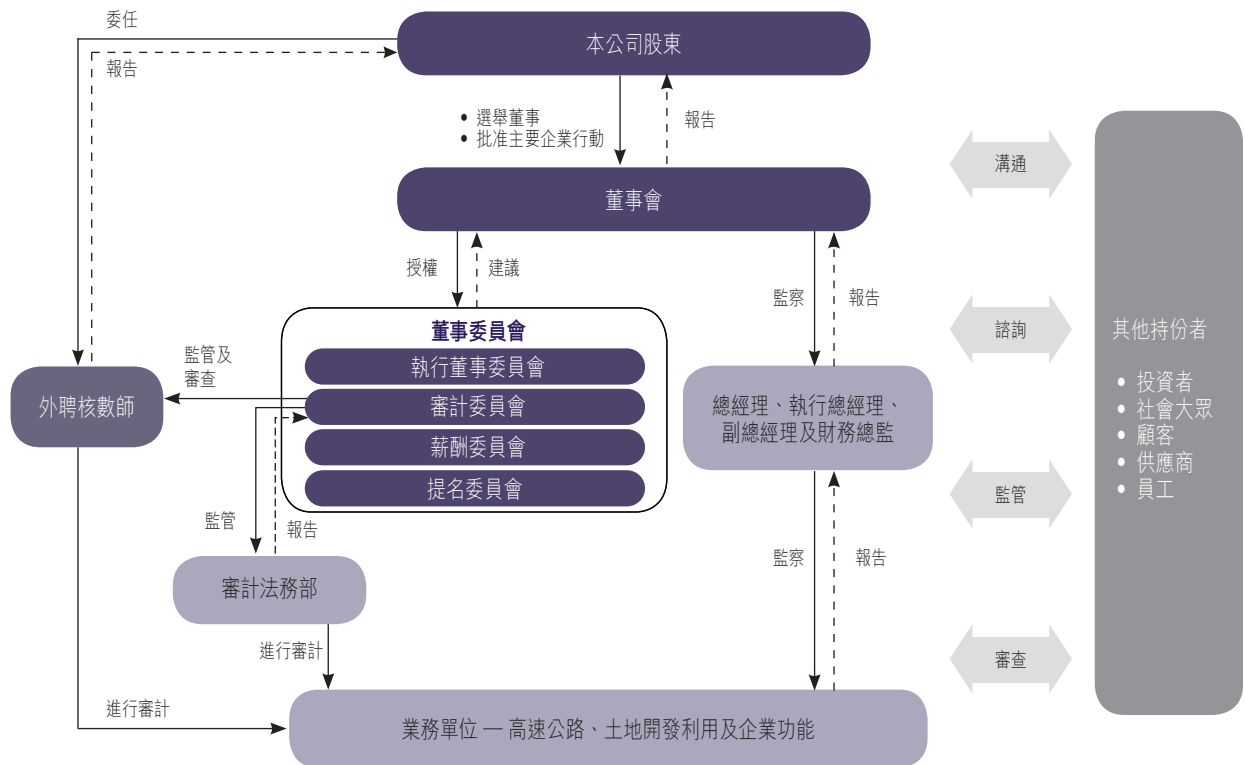 委任
本公司股東
報告
• 選舉董事
• 批准主要企業行動
報告
董事會
溝通
授權
建議
監察
報告
諮詢
其他持份者
• 投資者
• 社會大眾
• 顧客
• 供應商
• 員工
董事委員會
執行董事委員會
審計委員會
薪酬委員會
提名委員會
監管及
審查
外聘核數師
總經理、執行總經理、
副總經理及財務總監
監管
監管
報告
監察
報告
審計法務部
進行審計
審查
進行審計
業務單位 — 高速公路、土地開發利用及企業功能